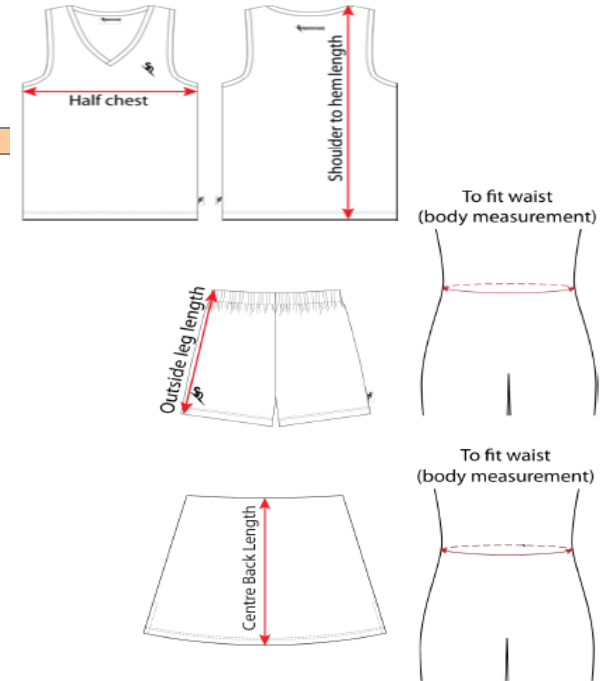 Half chest
Shoulder to hem length
To fit waist
(body measurement)
Outside leg length
To fit waist
(body measurement)
Centre Back Length